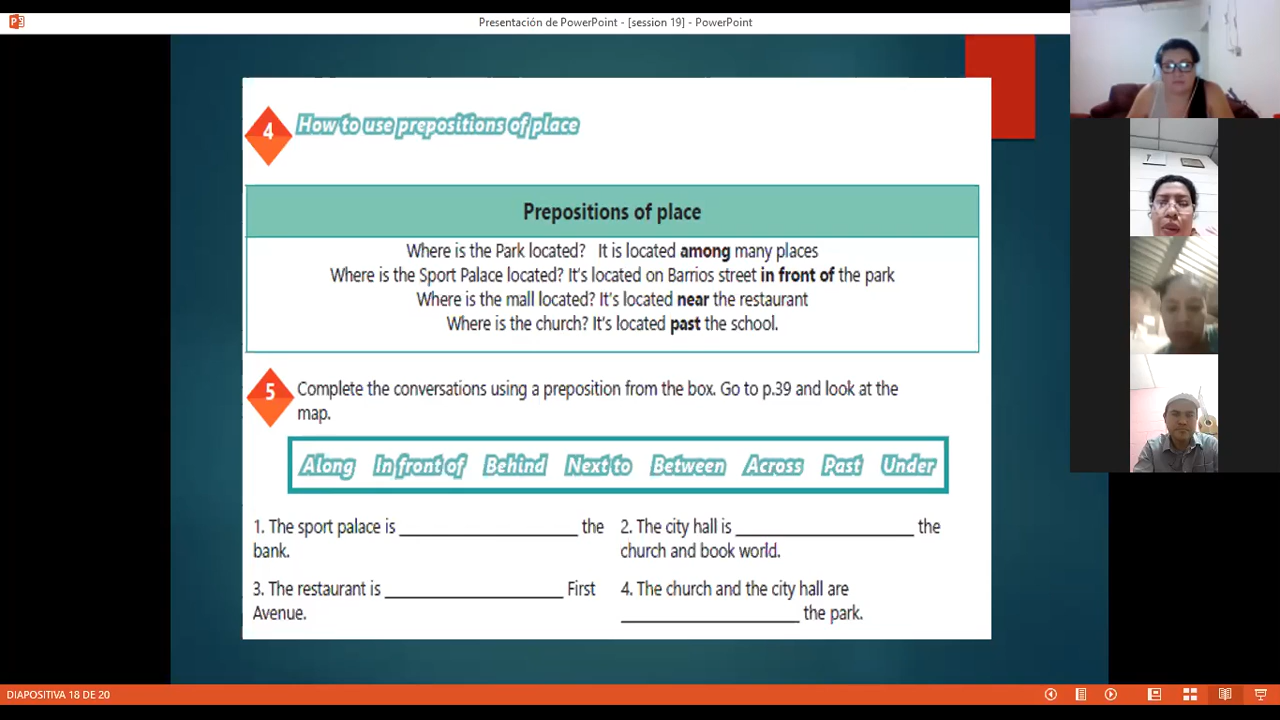 Presentación de PowerPoint - [session 19] - PowerPoint
4
How to use prepositions of place
Prepositions of place
Where is the Park located? It is located among many places
Where is the Sport Palace located? It's located on Barrios street in front of the park
Where is the mall located? It's located near the restaurant
Where is the church? It's located past the school.
5
Complete the conversations using a preposition from the box. Go to p.39 and look at the
map.
Along In front of Behind Next to Between Across Past Under
1. The sport palace is ____________________ the
bank.
2. The city hall is ____________________ the
church and book world.
3. The restaurant is ____________________ First
Avenue.
4. The church and the city hall are
____________________ the park.
DIAPOSITIVA 18 DE 20